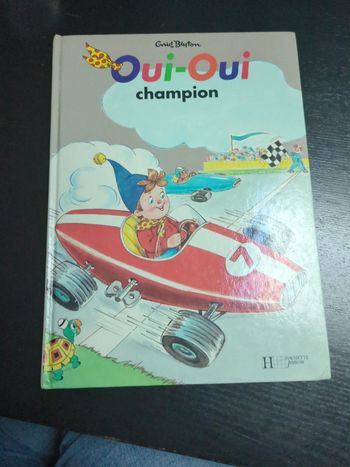 Enid Blyton
Oui-Oui
champion
7
H HACHETTE
Jeunesse